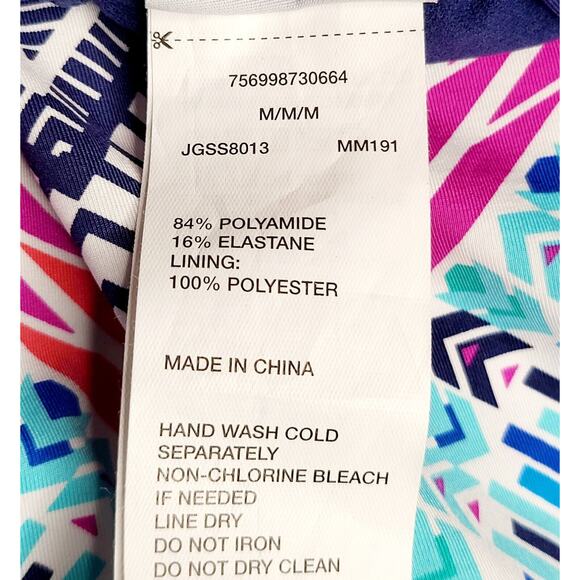 756998730664
M/M/M
JGSS8013 MM191
84% POLYAMIDE
16% ELASTANE
LINING:
100% POLYESTER
MADE IN CHINA
HAND WASH COLD
SEPARATELY
NON-CHLORINE BLEACH
IF NEEDED
LINE DRY
DO NOT IRON
DO NOT DRY CLEAN